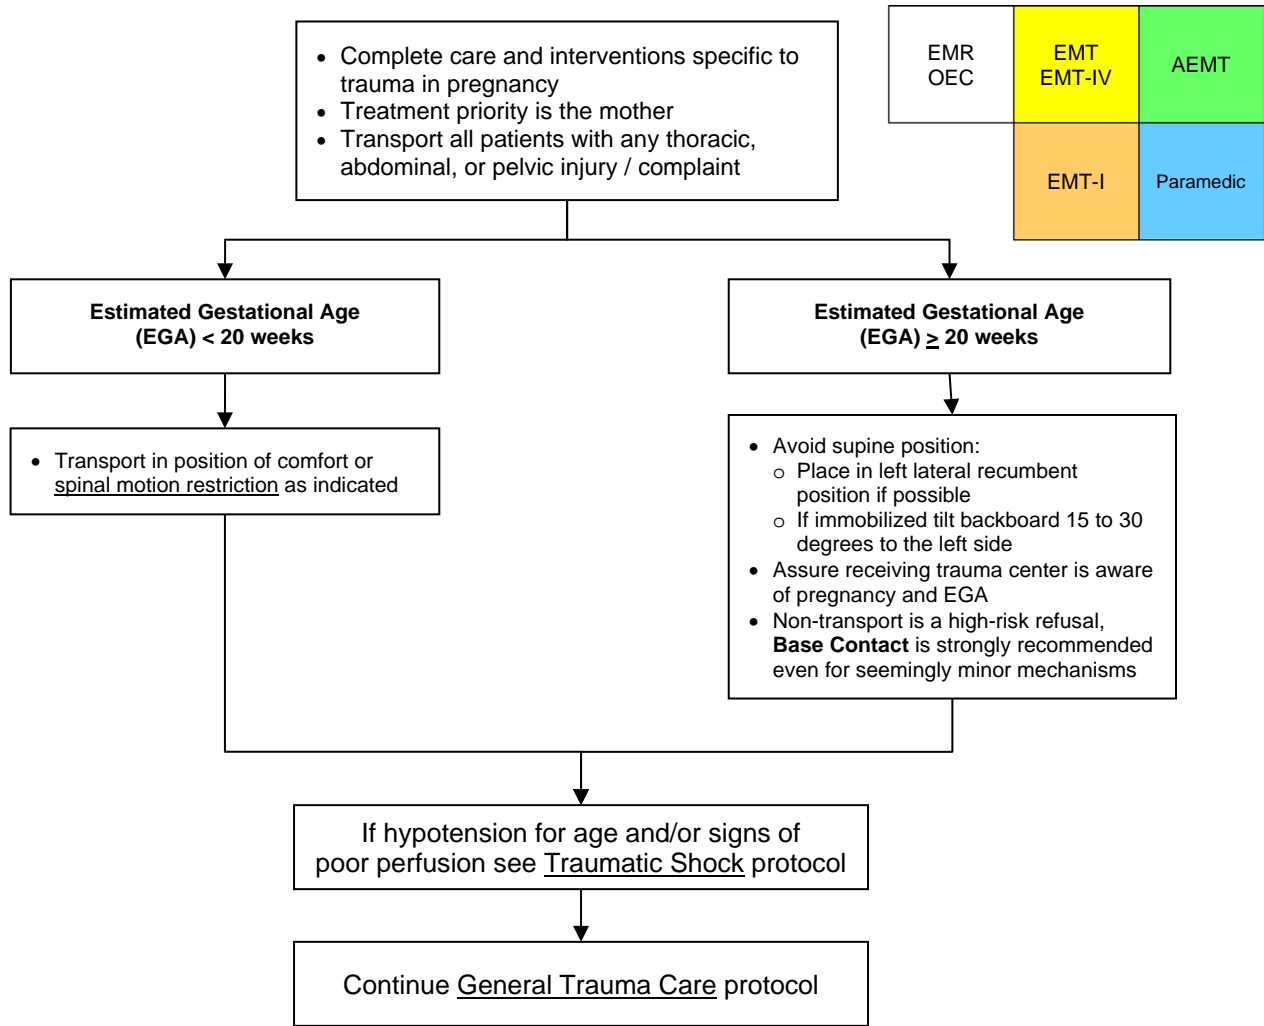 • Complete care and interventions specific to
trauma in pregnancy
• Treatment priority is the mother
• Transport all patients with any thoracic,
abdominal, or pelvic injury / complaint
EMR
OEC
EMT
EMT-IV
AEMT
EMT-I
Paramedic
Estimated Gestational Age
(EGA) < 20 weeks
Estimated Gestational Age
(EGA) ≥ 20 weeks
• Transport in position of comfort or
spinal motion restriction as indicated
• Avoid supine position:
o Place in left lateral recumbent
position if possible
o If immobilized tilt backboard 15 to 30
degrees to the left side
• Assure receiving trauma center is aware
of pregnancy and EGA
• Non-transport is a high-risk refusal,
Base Contact is strongly recommended
even for seemingly minor mechanisms
If hypotension for age and/or signs of
poor perfusion see Traumatic Shock protocol
Continue General Trauma Care protocol